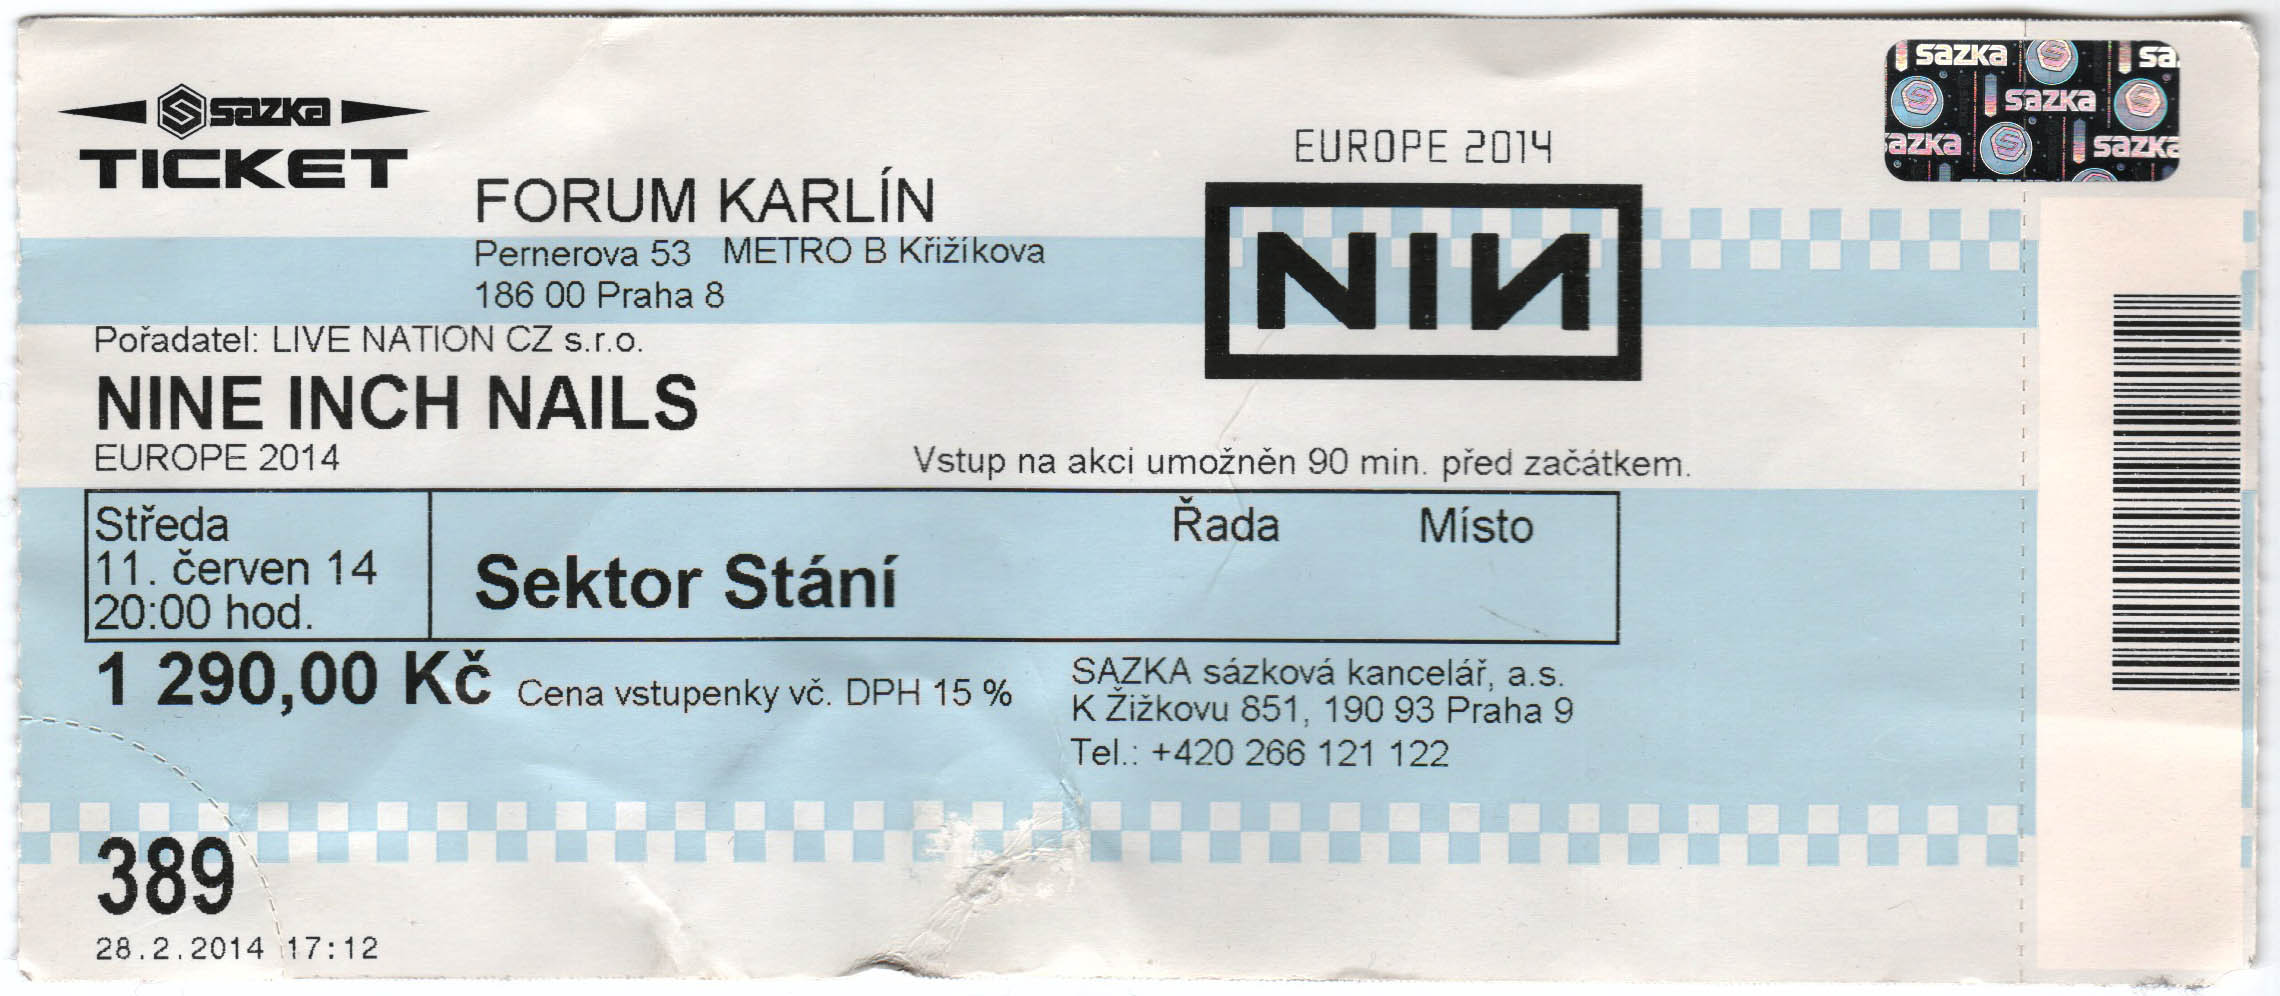 sazka
TICKET
FORUM KARLÍN
Pernerova 53 METRO B Křižíkova
186 00 Praha 8
Pořadatel: LIVE NATION CZ s.r.o.
NINE INCH NAILS
EUROPE 2014
EUROPE 2014
NIN
sazka sa
sazka
azka sazka
Vstup na akci umožněn 90 min. před začátkem.
Středa
11. červen 14
20:00 hod.
Sektor Stání
Řada Místo
1 290,00 Kč Cena vstupenky vč. DPH 15 %
SAZKA sázková kancelář, a.s.
K Žižkovu 851, 190 93 Praha 9
Tel.: +420 266 121 122
389
28.2.2014 17:12